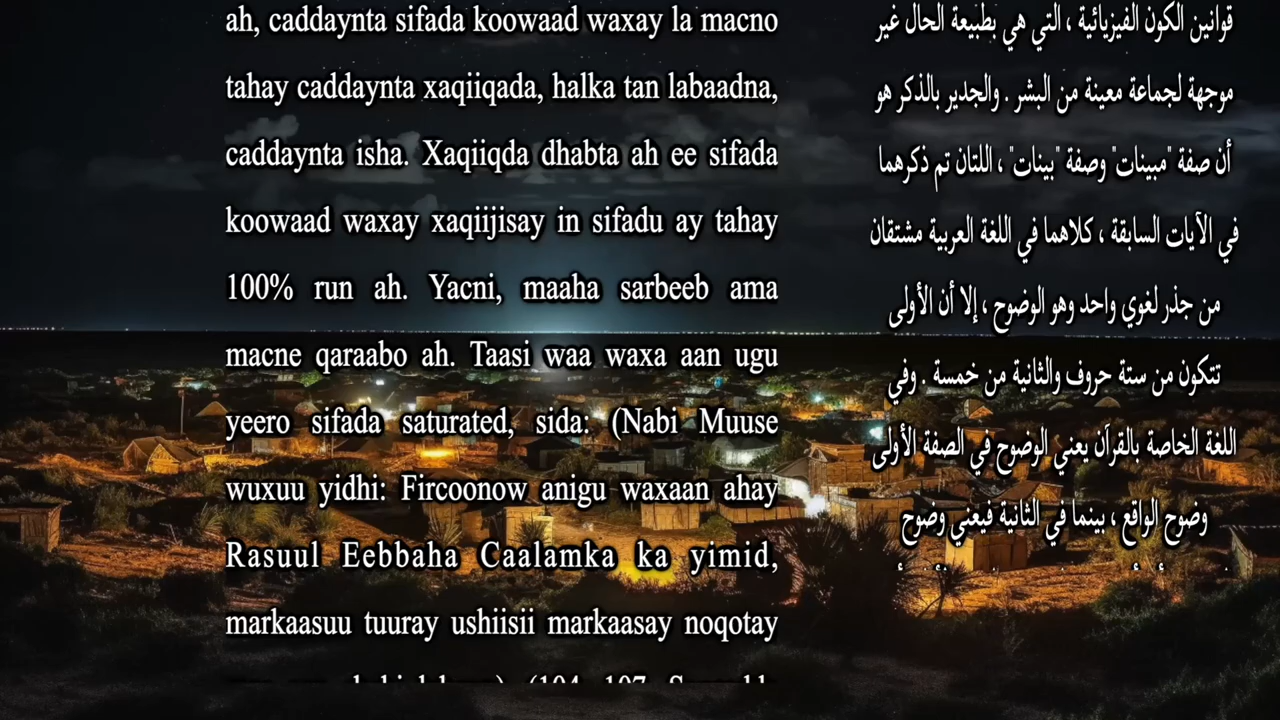 ah, caddaynta sifada koowaad waxay la macno
tahay caddaynta xaqiiqada, halka tan labaadna,
caddaynta isha. Xaqiiqda dhabta ah ee sifada
koowaad waxay xaqiijisay in sifadu ay tahay
100% run ah. Yacni, maaha sarbeeb ama
macne qaraabo ah. Taasi waa waxa aan ugu
yeero sifada saturated, sida: (Nabi Muuse
wuxuu yidhi: Fircoonow anigu waxaan ahay
Rasuul Eebbaha Caalamka ka yimid,
markaasuu tuuray ushiisii markaasay noqotay
قوانين الكون الفيزيائية ، التي هي بطبيعة الحال غير
موجهة لجماعة معينة من البشر . والجدير بالذكر هو
أن صفة "مبينات" وصفة "بينات" ، اللتان تم ذكرهما
في الآيات السابقة ، كلاهما في اللغة العربية مشتقان
من جذر لغوي واحد وهو الوضوح ، إلا أن الأولى
تتكون من ستة حروف والثانية من خمسة . وفي
اللغة الخاصة بالقرآن يعني الوضوح في الصفة الأولى
وضوح الواقع ، بينما في الثانية فيعني وضوح